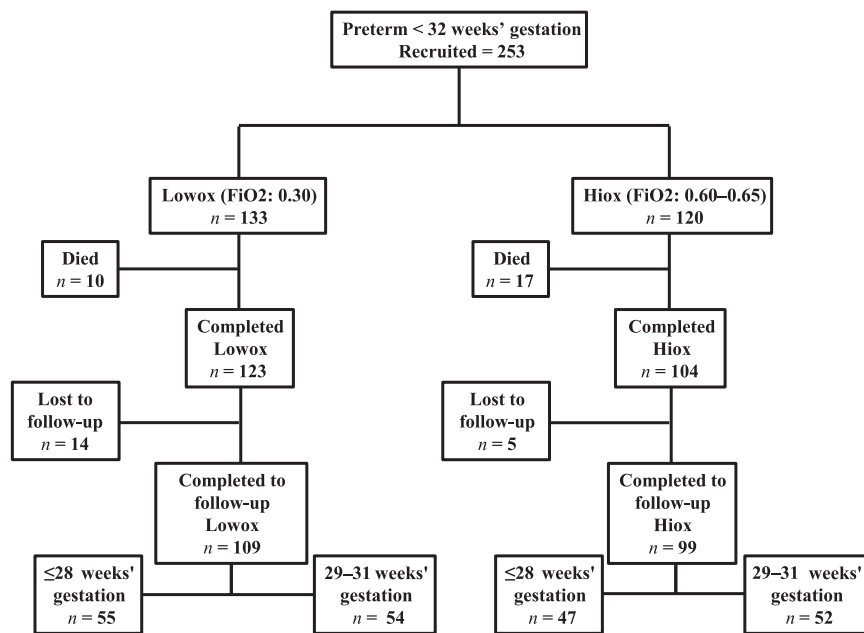 Preterm < 32 weeks’ gestation
Recruited = 253
Lowox (FiO2: 0.30)
n = 133
Hiox (FiO2: 0.60–0.65)
n = 120
Died
n = 10
Died
n = 17
Completed
Lowox
n = 123
Completed
Hiox
n = 104
Lost to
follow-up
n = 14
Lost to
follow-up
n = 5
Completed to
follow-up
Lowox
n = 109
Completed to
follow-up
Hiox
n = 99
≤28 weeks'
gestation
n = 55
29–31 weeks'
gestation
n = 54
≤28 weeks'
gestation
n = 47
29–31 weeks'
gestation
n = 52